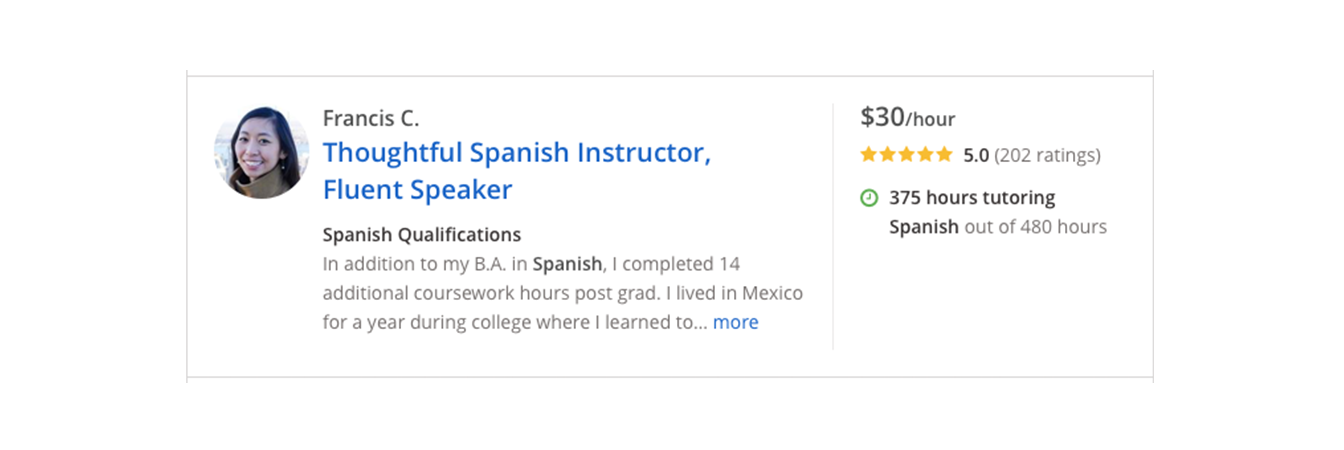 Francis C.
Thoughtful Spanish Instructor,
Fluent Speaker
Spanish Qualifications
In addition to my B.A. in Spanish, I completed 14
additional coursework hours post grad. I lived in Mexico
for a year during college where I learned to... more
$30/hour
5.0 (202 ratings)
375 hours tutoring
Spanish out of 480 hours